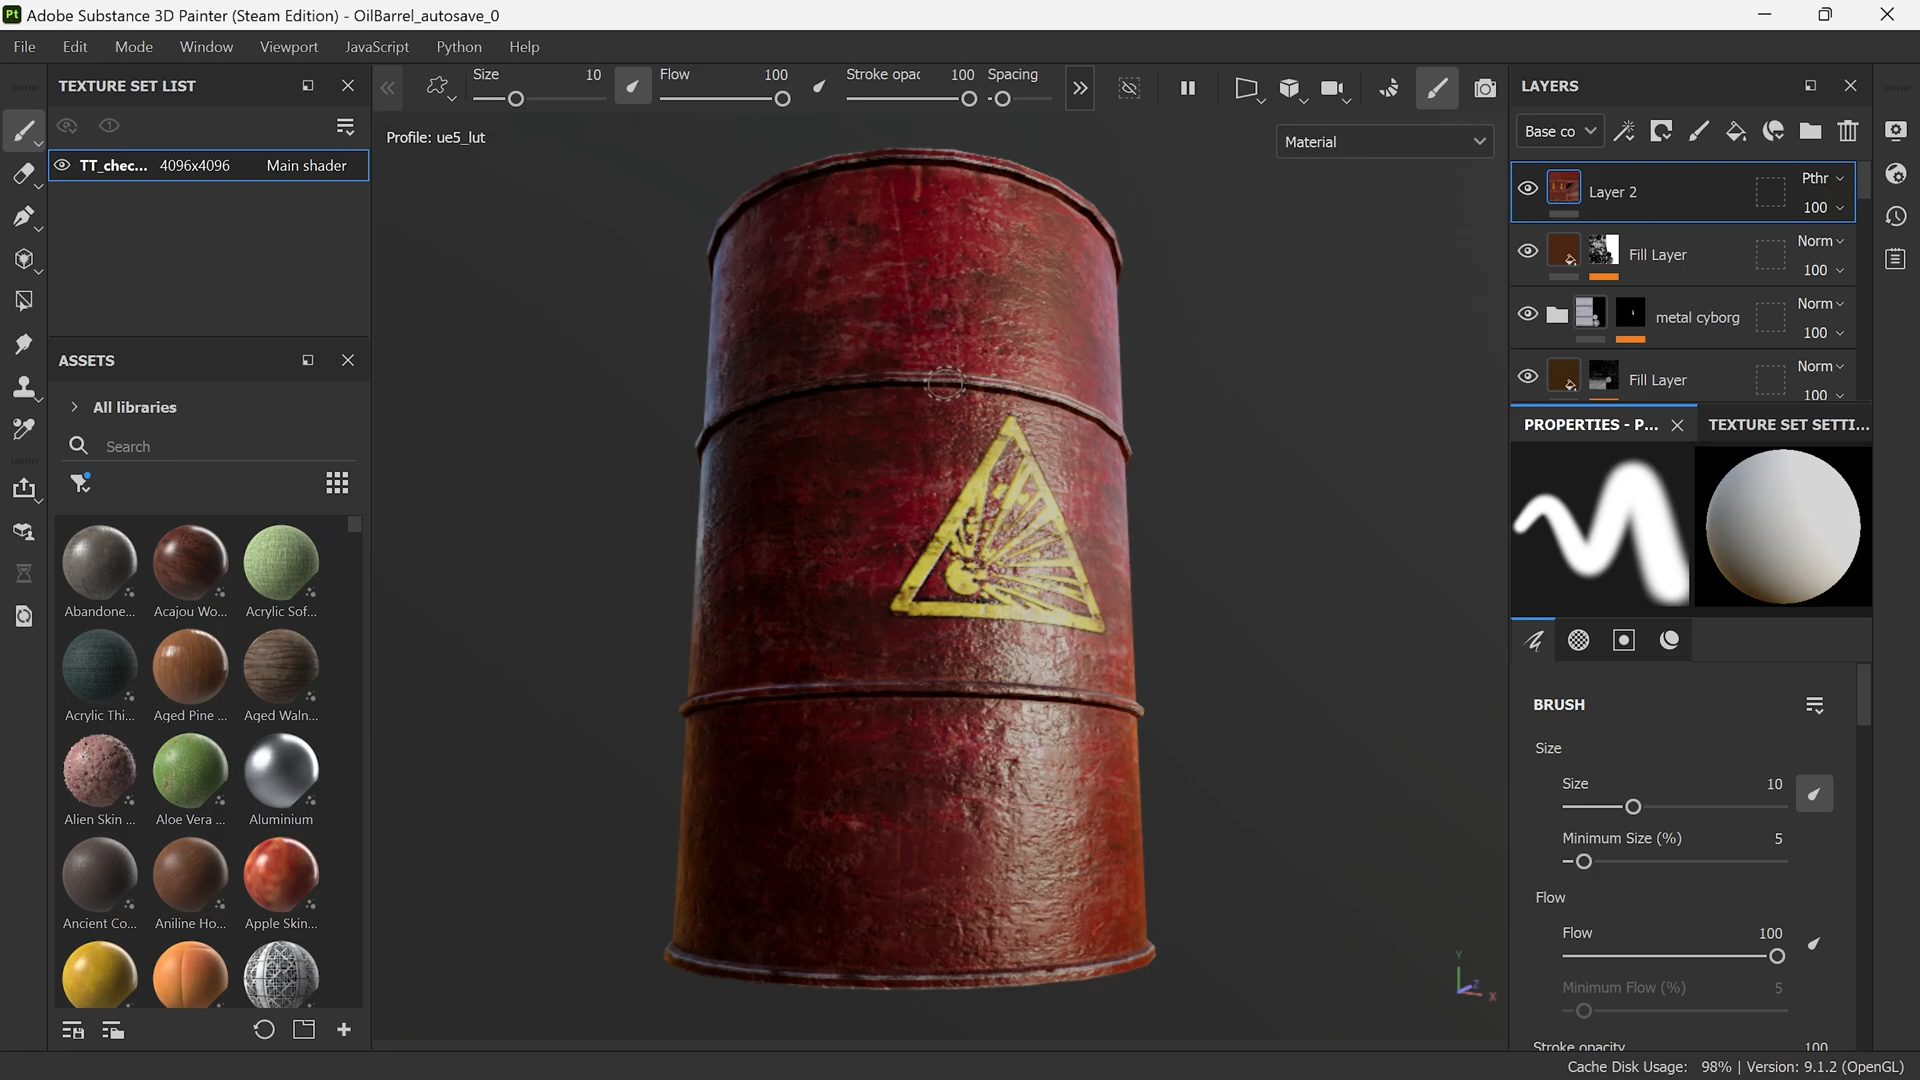 Pt Adobe Substance 3D Painter (Steam Edition) - OilBarrel_autosave_0
File Edit Mode Window Viewport JavaScript Python Help
TEXTURE SET LIST
Size 10 Flow 100 Stroke opac 100 Spacing
LAYERS
Profile: ue5_lut
Material
Base co
TT_chec... 4096x4096 Main shader
Layer 2 Pthr 100
Fill Layer Norm 100
metal cyborg Norm 100
Fill Layer Norm 100
ASSETS
All libraries
Search
PROPERTIES - P... TEXTURE SET SETTI...
Abandone... Acajou Wo... Acrylic Sof...
Acrylic Thi... Aged Pine ... Aged Waln...
Alien Skin ... Aloe Vera ... Aluminium
Ancient Co... Aniline Ho... Apple Skin...
BRUSH
Size
Size 10
Minimum Size (%) 5
Flow
Flow 100
Minimum Flow (%) 5
Stroke opacity 100
Y
Z
X
Cache Disk Usage: 98% | Version: 9.1.2 (OpenGL)